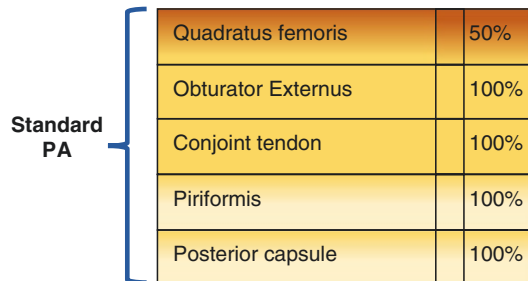 Standard
PA
Quadratus femoris 50%
Obturator Externus 100%
Conjoint tendon 100%
Piriformis 100%
Posterior capsule 100%